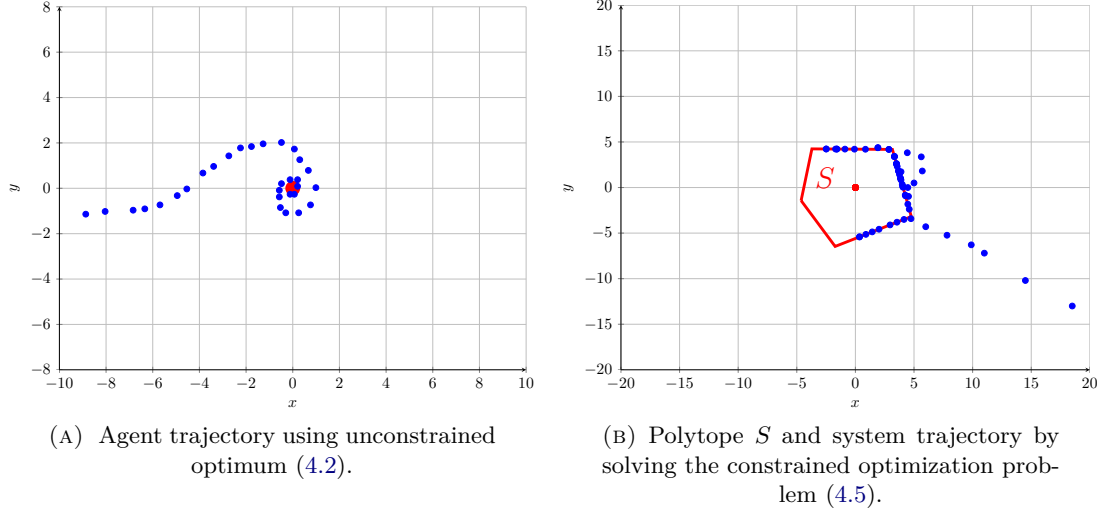 8
6
4
2
0
−2
−4
−6
−8
y
−10 −8 −6 −4 −2 0 2 4 6 8 10
x
(A) Agent trajectory using unconstrained
optimum (4.2).
20
15
10
5
0
−5
−10
−15
−20
y
S
−20 −15 −10 −5 0 5 10 15 20
x
(B) Polytope S and system trajectory by
solving the constrained optimization prob-
lem (4.5).